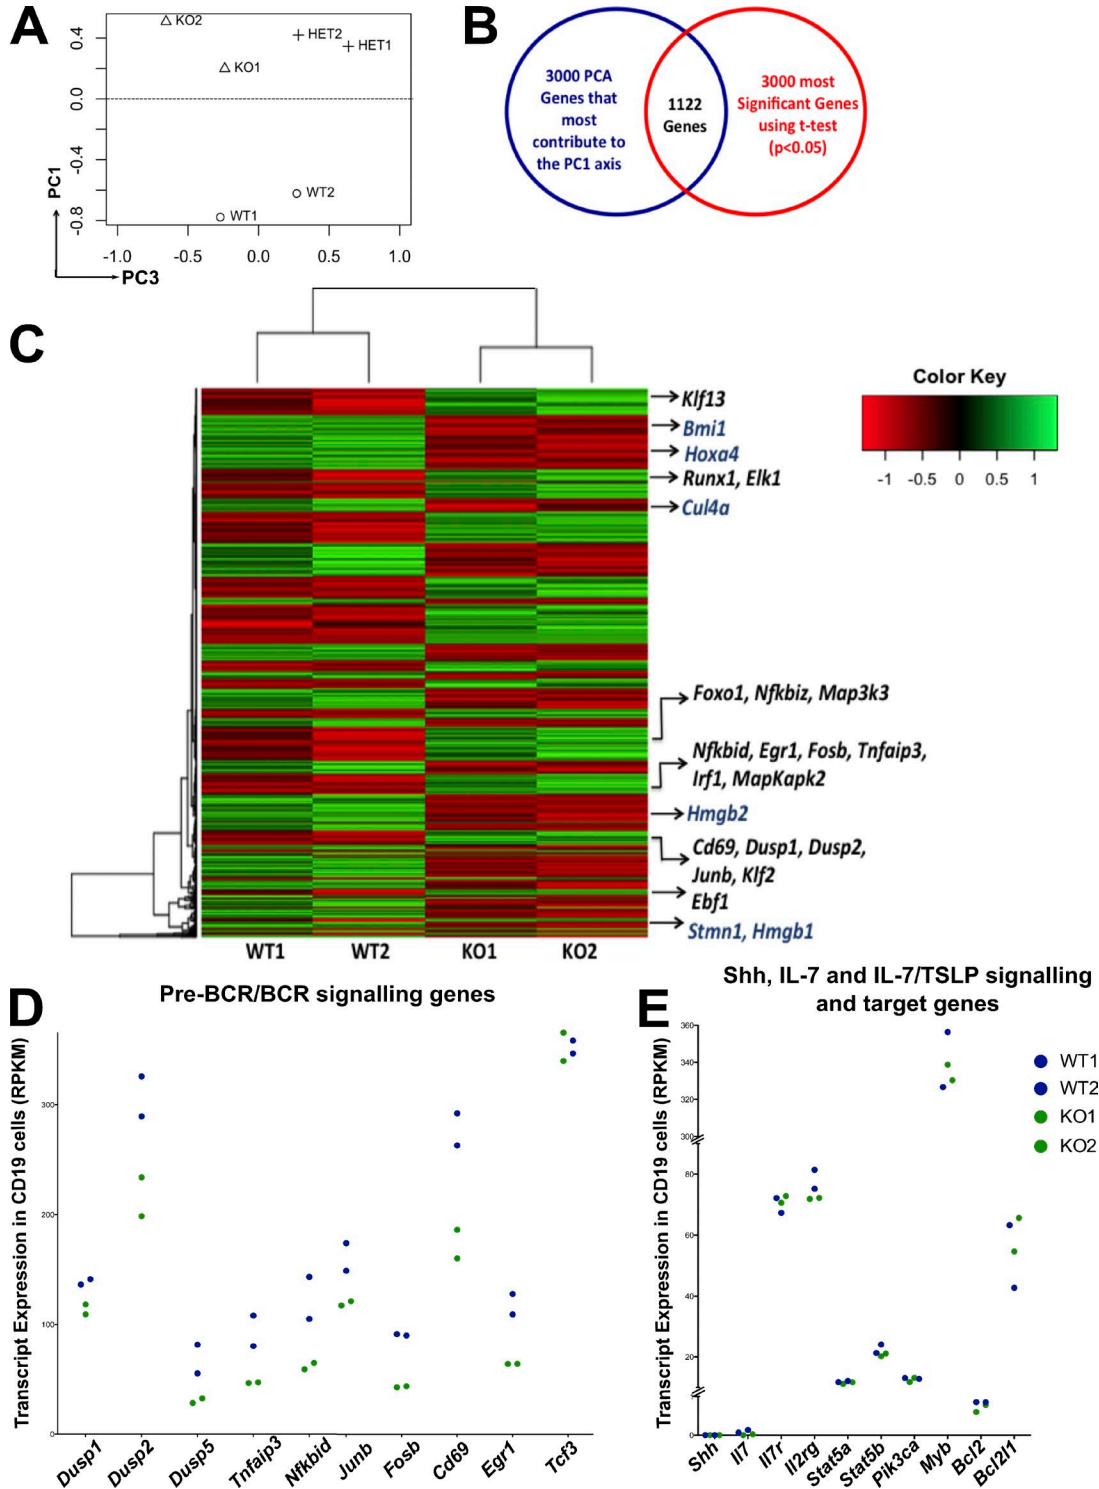 A
KO2
HET2
HET1
KO1
WT2
WT1
0.4
0.0
-0.4
-0.8
PC1
-1.0 -0.5 0.0 0.5 1.0
PC3
B
3000 PCA
Genes that
most
contribute to
the PC1 axis
1122
Genes
3000 most
Significant Genes
using t-test
(p<0.05)
C
Klf13
Bmi1
Hoxa4
Runx1, Elk1
Cul4a
Foxo1, Nfkbiz, Map3k3
Nfkbid, Egr1, Fosb, Tnfaip3,
Irf1, MapKapk2
Hmgb2
Cd69, Dusp1, Dusp2,
Junb, Klf2
Ebf1
Stmn1, Hmgb1
WT1 WT2 KO1 KO2
Color Key
-1 -0.5 0 0.5 1
D
Pre-BCR/BCR signalling genes
Transcript Expression in CD19 cells (RPKM)
300
200
100
0
Dusp1 Dusp2 Dusp5 Tnfaip3 Nfkbid Junb Fosb Cd69 Egr1 Tcf3
E
Shh, IL-7 and IL-7/TSLP signalling
and target genes
Transcript Expression in CD19 cells (RPKM)
360
340
320
300
80
60
40
20
0
Shh Il7 Il7r Il2rg Stat5a Stat5b Pik3ca Myb Bcl2 Bcl2l1
WT1
WT2
KO1
KO2